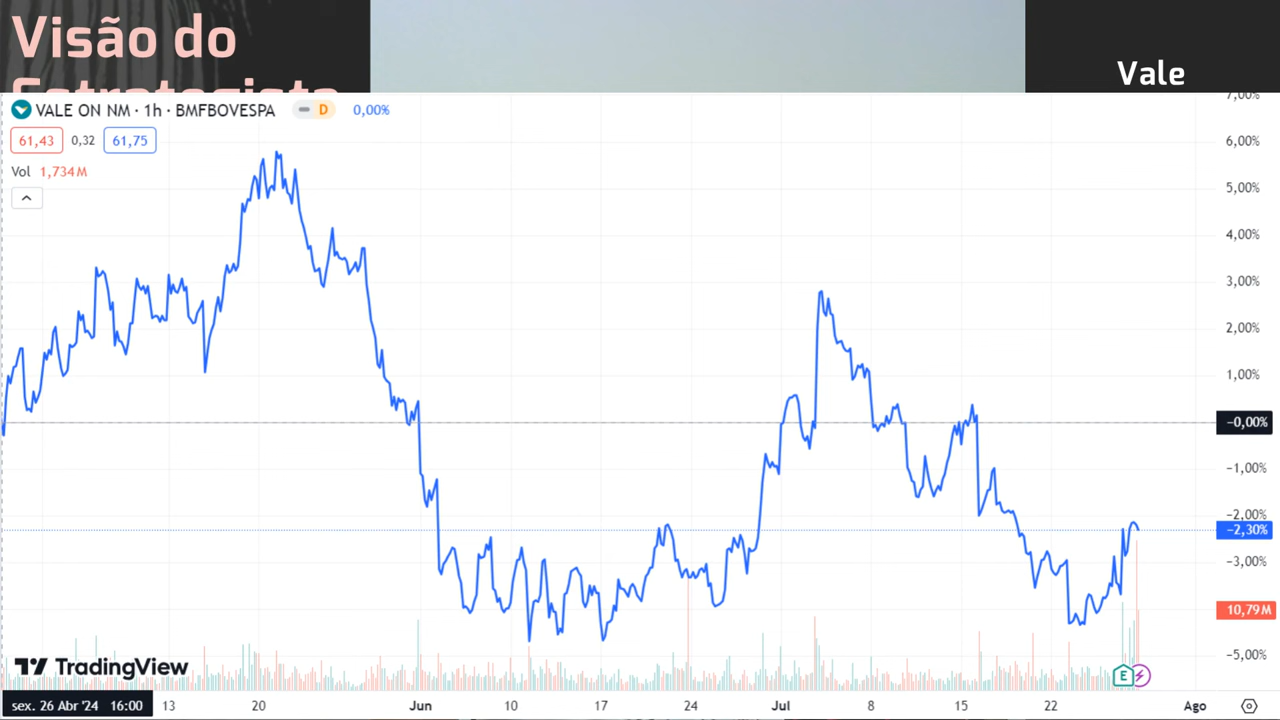 Visão do
Estrategista
Vale
VALE ON NM · 1h · BMFBOVESPA
D
0,00%
61,43
0,32
61,75
Vol 1,734 M
7,00%
6,00%
5,00%
4,00%
3,00%
2,00%
1,00%
−0,00%
−1,00%
−2,00%
−2,30%
−3,00%
10,79 M
−5,00%
TradingView
E
sex. 26 Abr '24 16:00
13
20
Jun
10
17
24
Jul
8
15
22
Ago